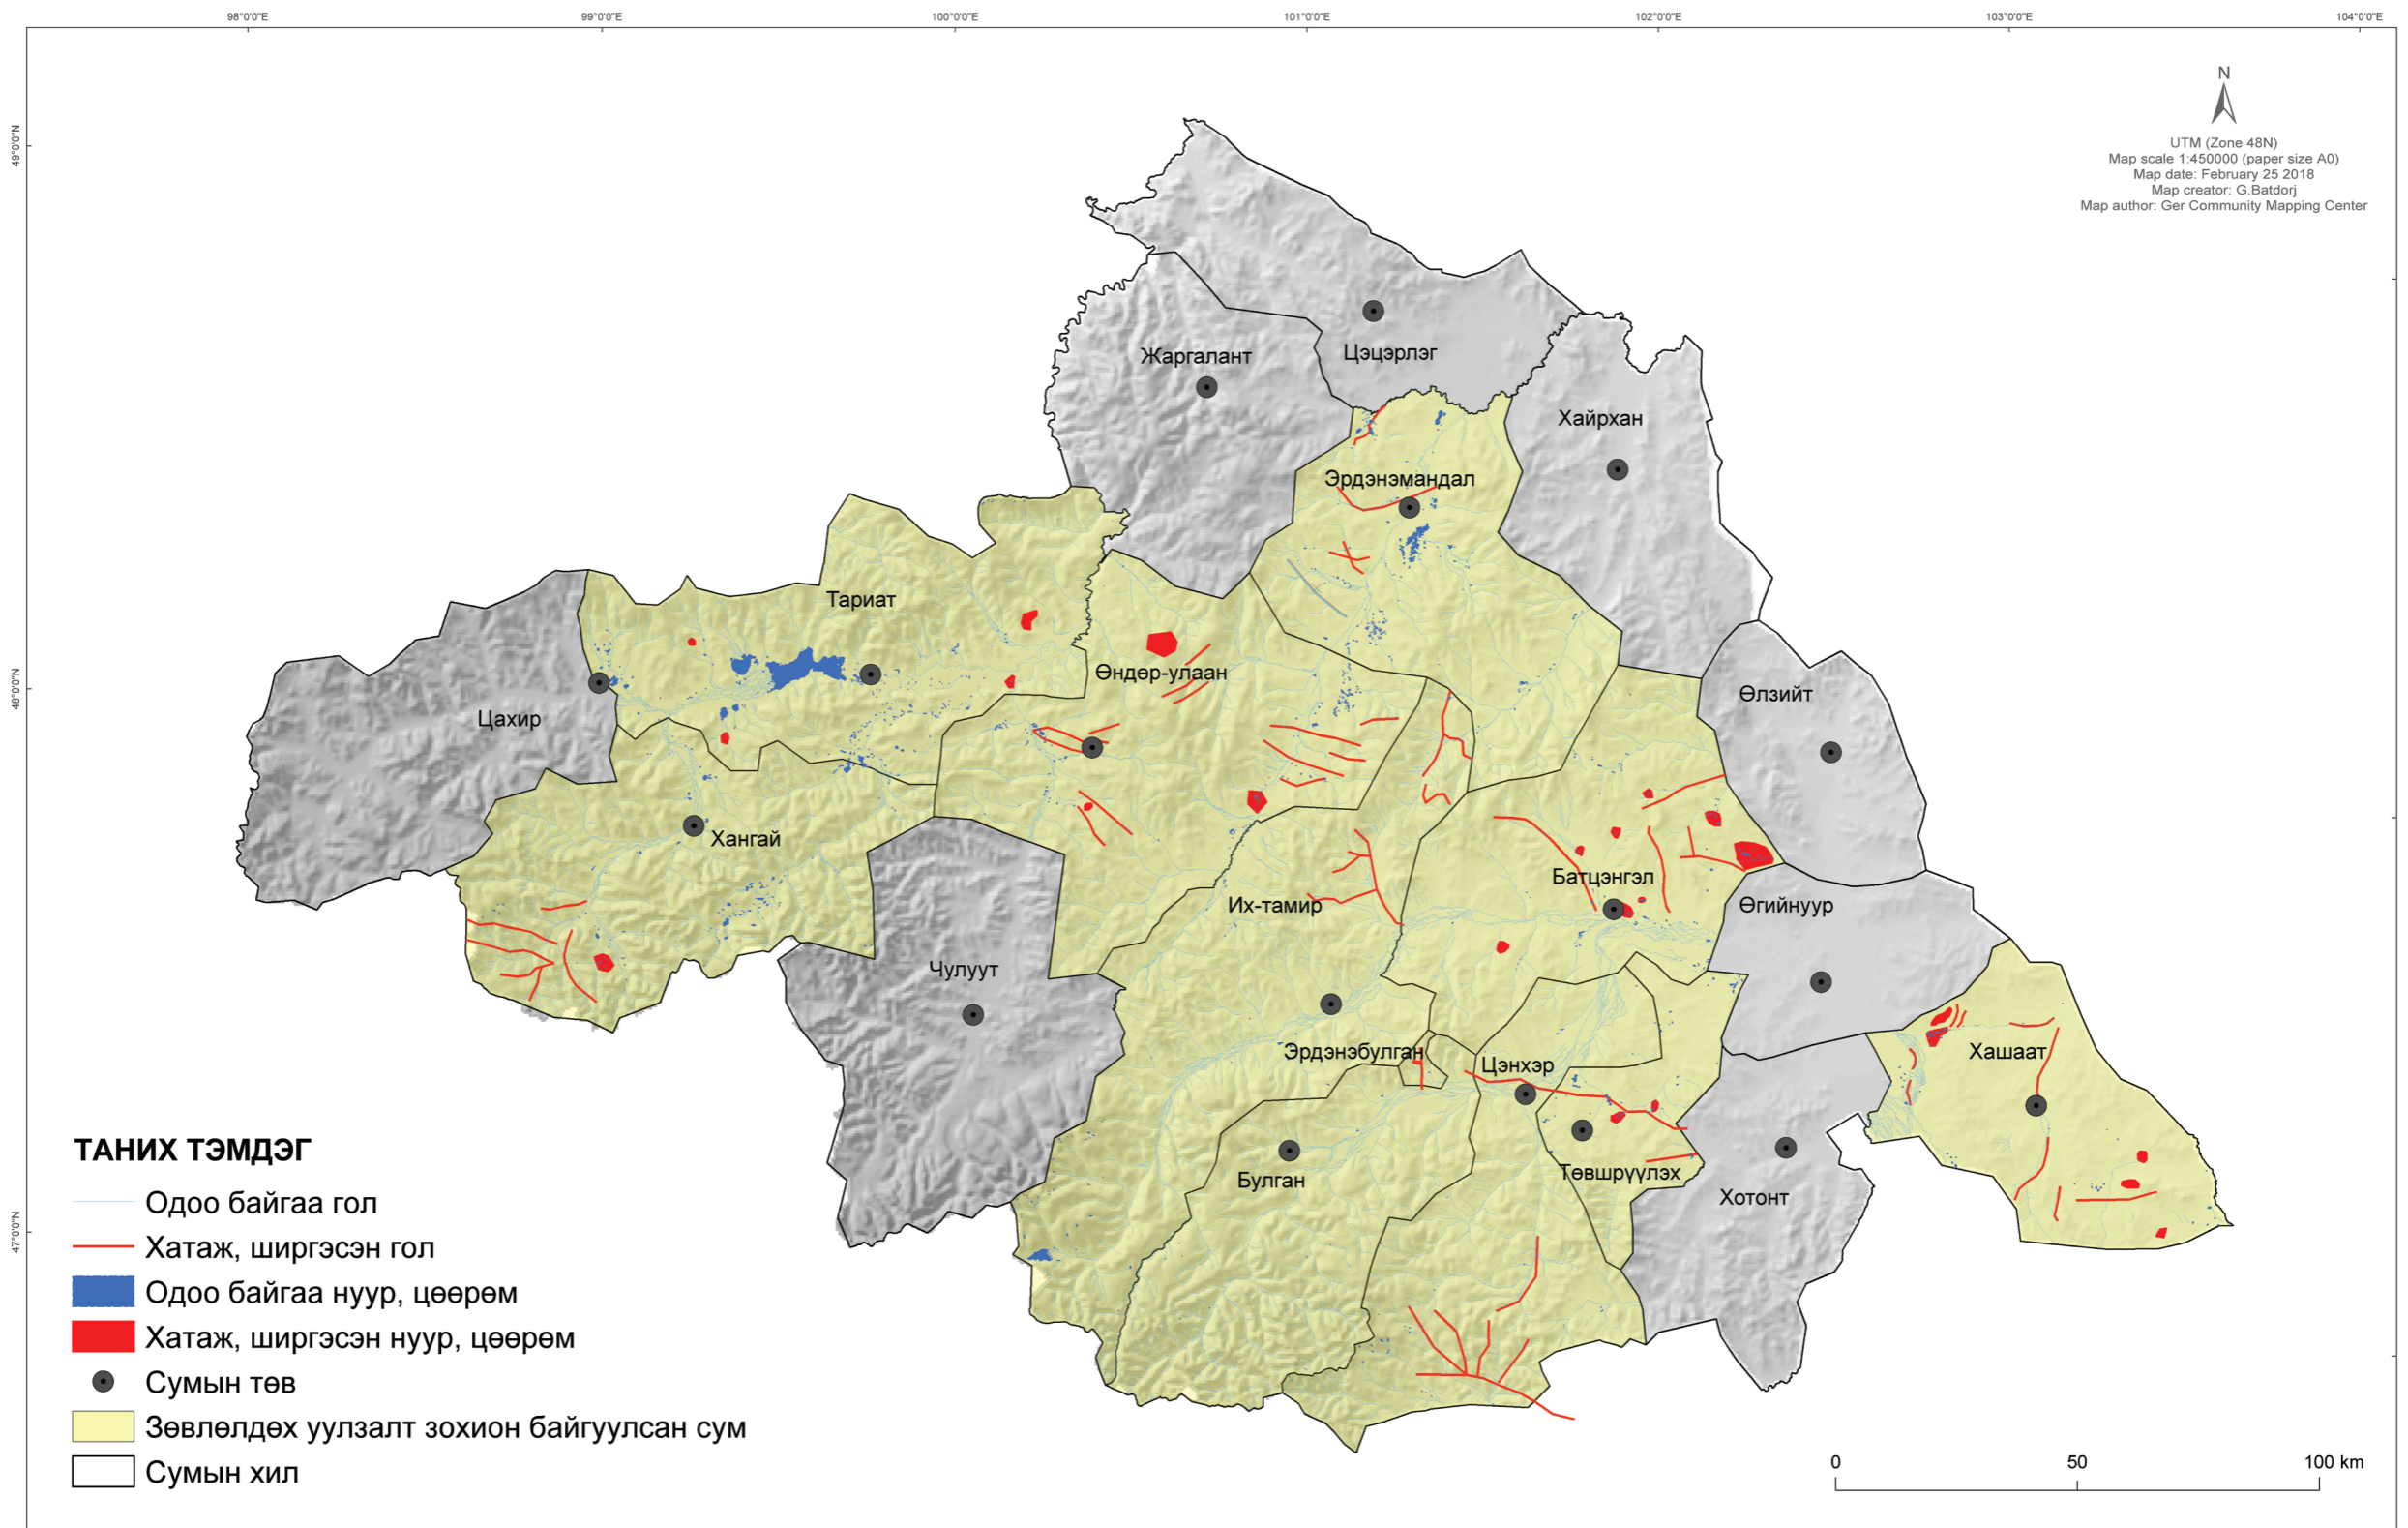 98°0'0"E
99°0'0"E
100°0'0"E
101°0'0"E
102°0'0"E
103°0'0"E
104°0'0"E
49°0'0"N
48°0'0"N
47°0'0"N
N
UTM (Zone 48N)
Map scale 1:450000 (paper size A0)
Map date: February 25 2018
Map creator: G.Batdorj
Map author: Ger Community Mapping Center
Жаргалант
Цэцэрлэг
Хайрхан
Эрдэнэмандал
Тариат
Өндөр-улаан
Өлзийт
Цахир
Хангай
Батцэнгэл
Их-тамир
Өгийнуур
Чулуут
Эрдэнэбулган
Цэнхэр
Хашаат
Булган
Төвшрүүлэх
Хотонт
ТАНИХ ТЭМДЭГ
Одоо байгаа гол
Хатаж, ширгэсэн гол
Одоо байгаа нуур, цөөрөм
Хатаж, ширгэсэн нуур, цөөрөм
Сумын төв
Зөвлөлдөх уулзалт зохион байгуулсан сум
Сумын хил
0 50 100 km